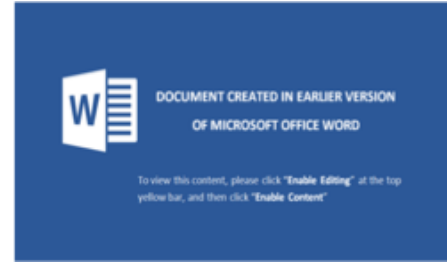 W
DOCUMENT CREATED IN EARLIER VERSION
OF MICROSOFT OFFICE WORD
To view this content, please click "Enable Editing" at the top
yellow bar, and then click "Enable Content"